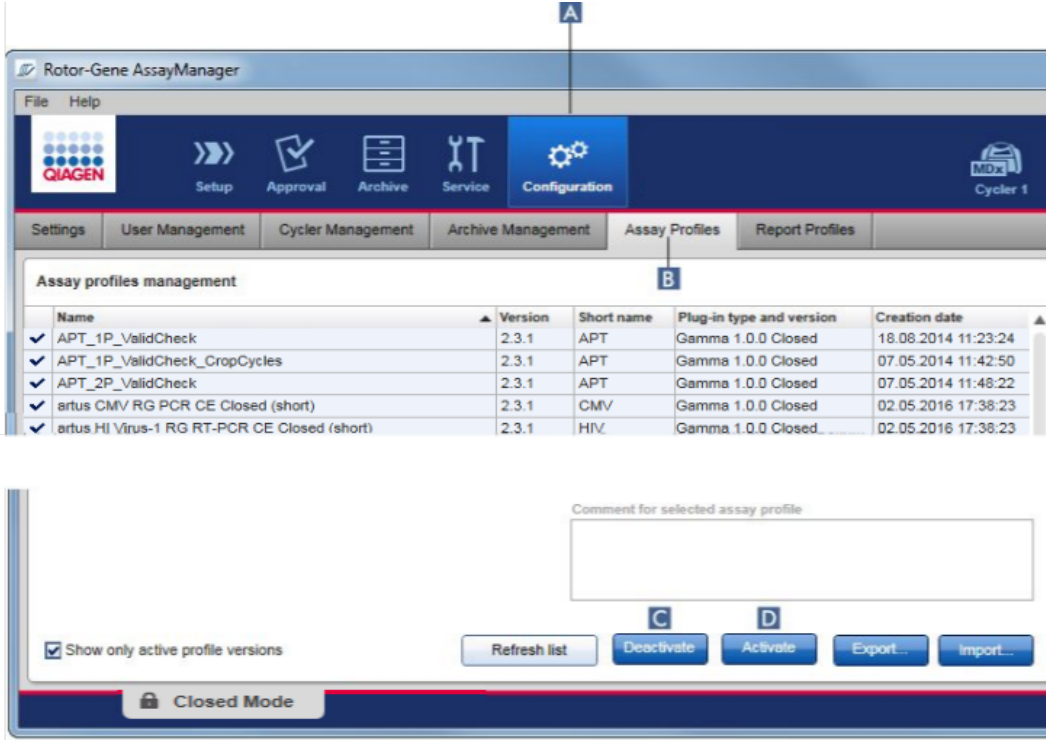 A
Rotor-Gene AssayManager
File Help
QIAGEN
Setup Approval Archive Service Configuration
MDx
Cycler 1
Settings User Management Cycler Management Archive Management Assay Profiles Report Profiles
B
Assay profiles management
Name Version Short name Plug-in type and version Creation date
APT_1P_ValidCheck 2.3.1 APT Gamma 1.0.0 Closed 18.08.2014 11:23:24
APT_1P_ValidCheck_CropCycles 2.3.1 APT Gamma 1.0.0 Closed 07.05.2014 11:42:50
APT_2P_ValidCheck 2.3.1 APT Gamma 1.0.0 Closed 07.05.2014 11:48:22
artus CMV RG PCR CE Closed (short) 2.3.1 CMV Gamma 1.0.0 Closed 02.05.2016 17:38:23
artus HI Virus-1 RG RT-PCR CE Closed (short) 2.3.1 HIV Gamma 1.0.0 Closed 02.05.2016 17:38:23
Comment for selected assay profile
C D
Show only active profile versions Refresh list Deactivate Activate Export... Import...
Closed Mode